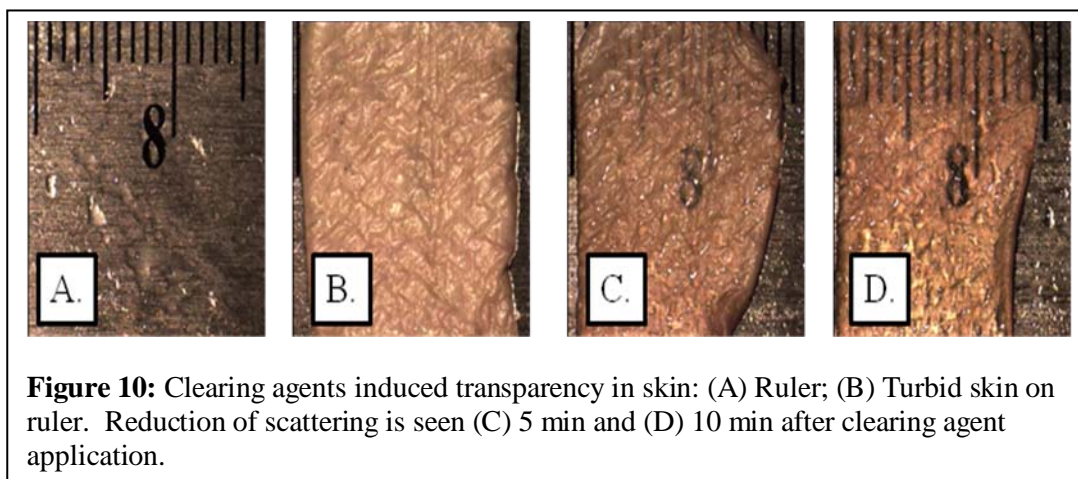 8
8
8
A.
B.
C.
D.
Figure 10: Clearing agents induced transparency in skin: (A) Ruler; (B) Turbid skin on
ruler. Reduction of scattering is seen (C) 5 min and (D) 10 min after clearing agent
application.